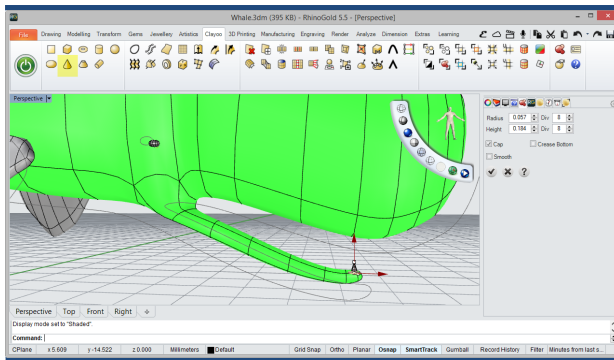 Whale.3dm (395 KB) - RhinoGold 5.5 - [Perspective]
File Drawing Modelling Transform Gems Jewellery Artistics Clayoo 3D Printing Manufacturing Engraving Render Analyze Dimension Extras Learning
Perspective
Radius 0.057 Div 8
Height 0.184 Div 8
Cap Crease Bottom
Smooth
Perspective Top Front Right
Display mode set to "Shaded".
Command:
CPlane x 5.609 y -14.522 z 0.000 Millimeters Default Grid Snap Ortho Planar Osnap SmartTrack Gumball Record History Filter Minutes from last s...